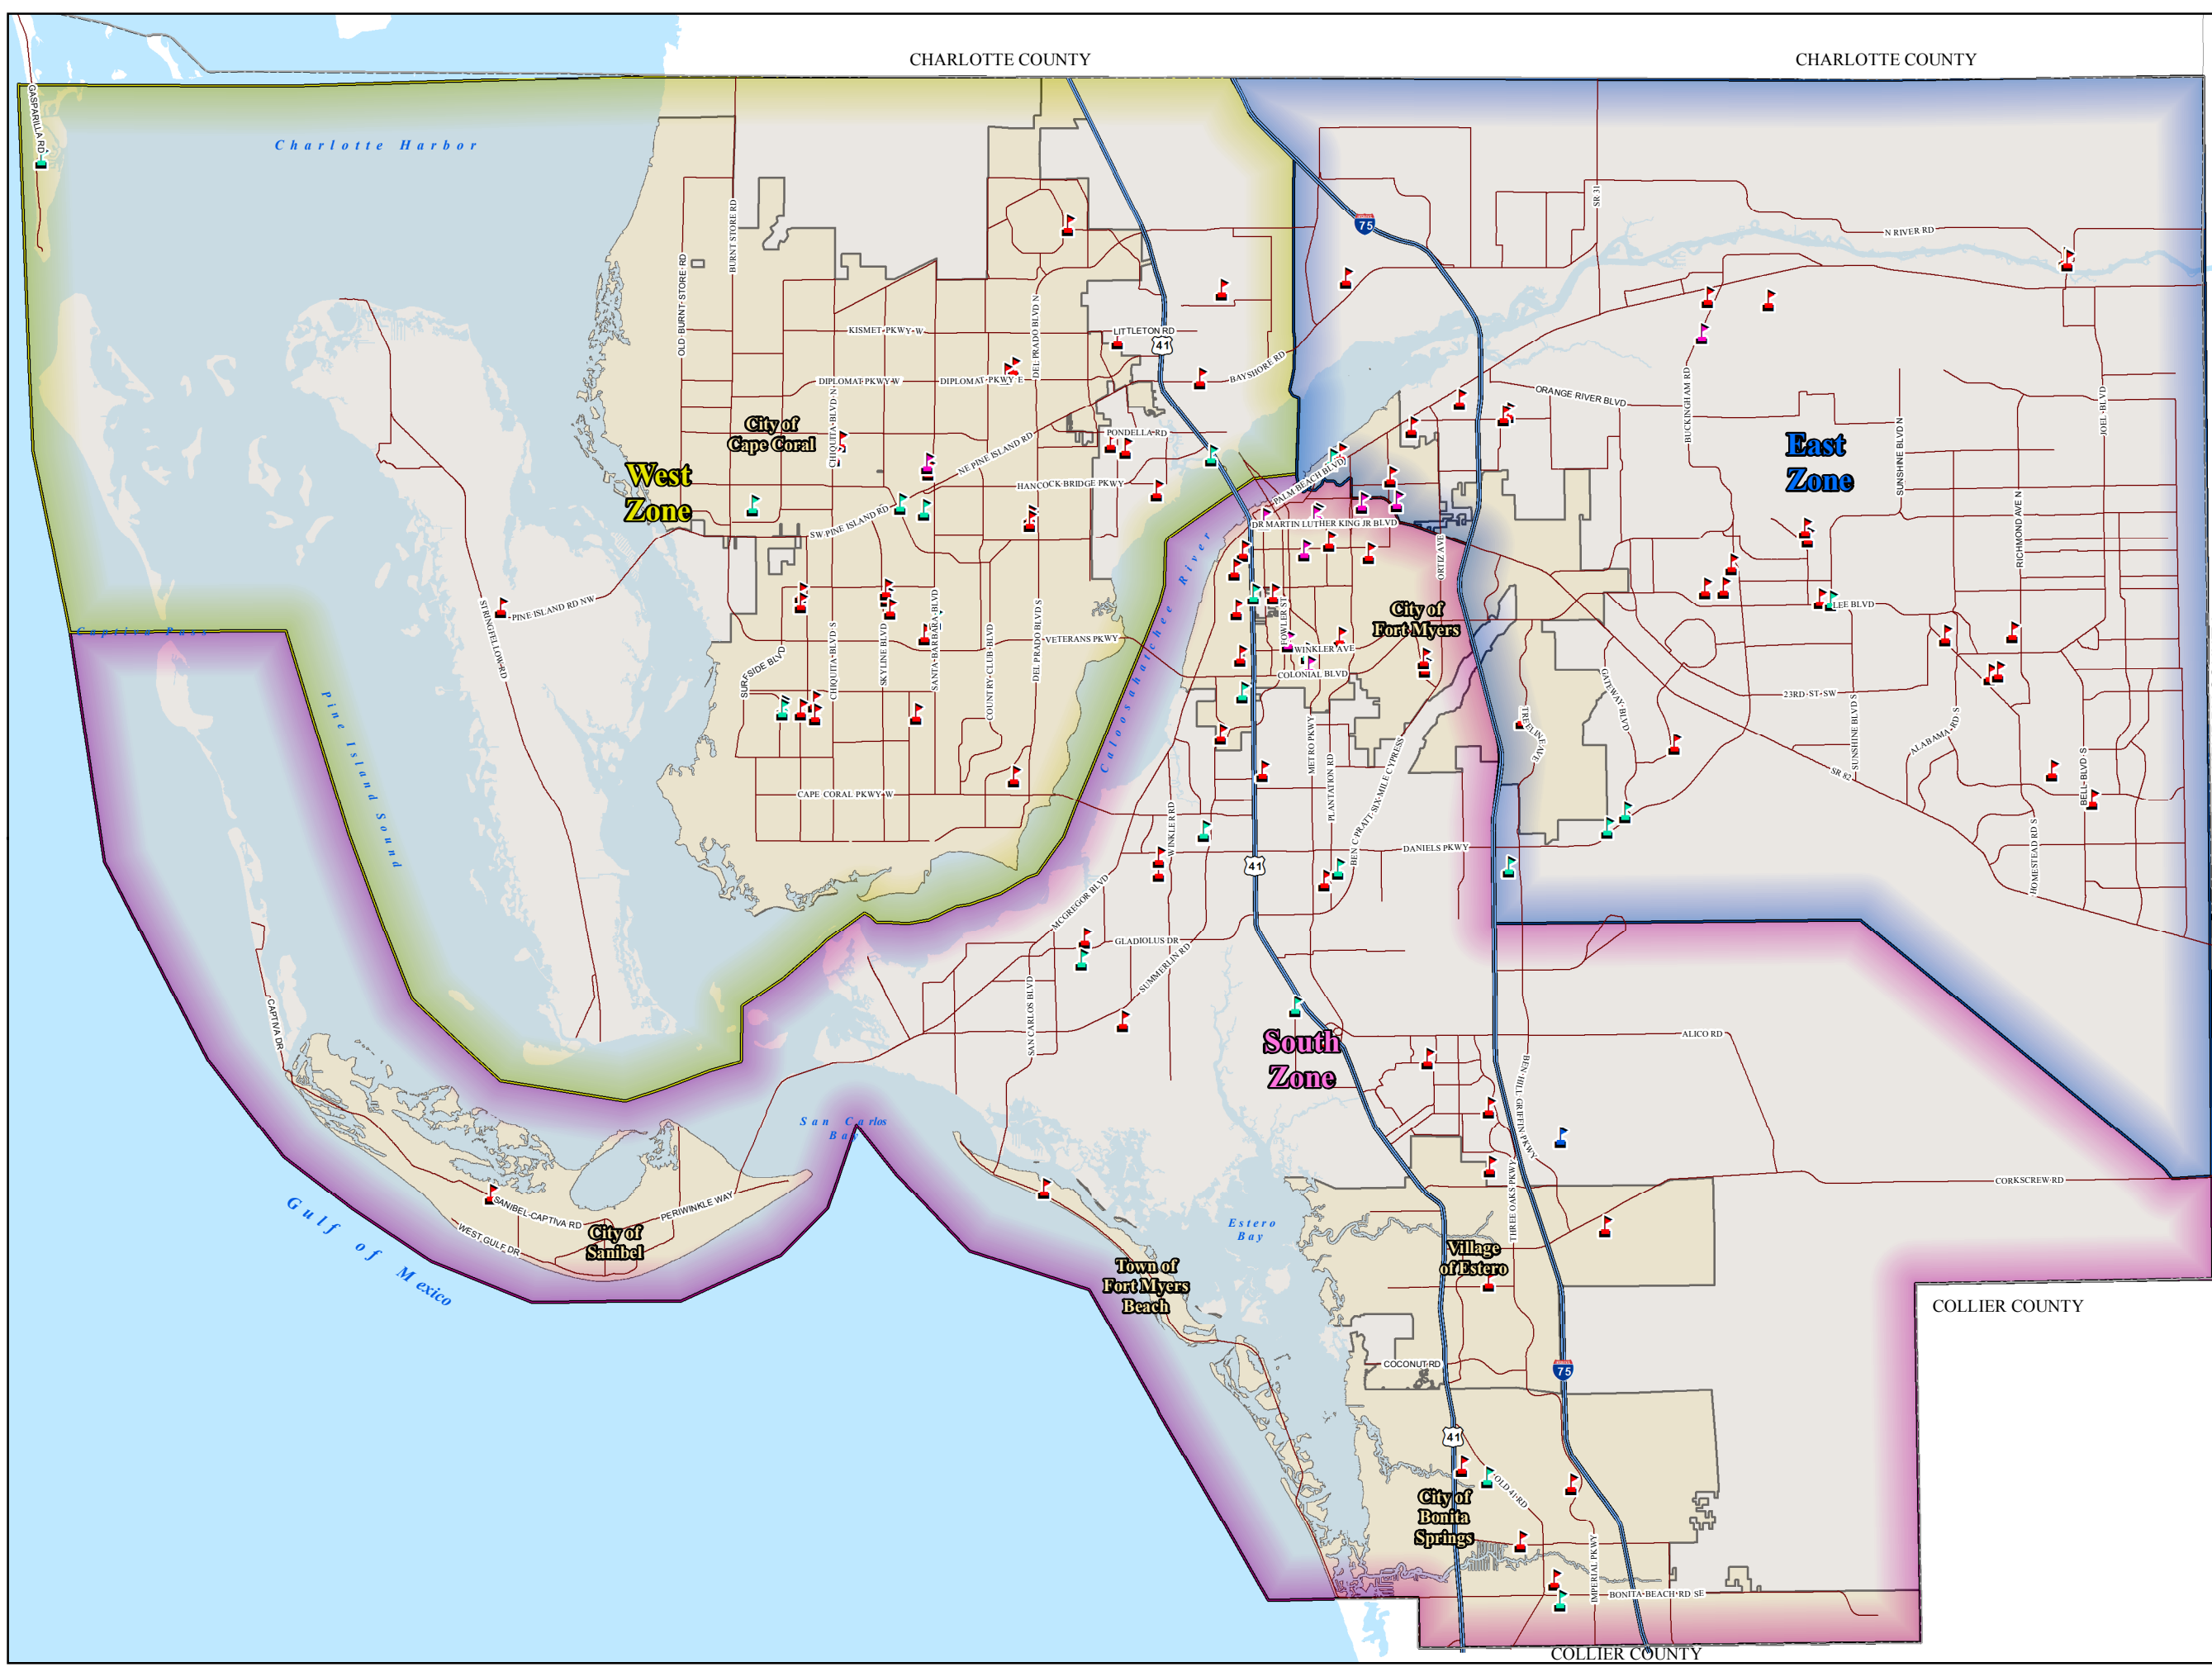 CHARLOTTE COUNTY
CHARLOTTE COUNTY
GASPARILLA RD
Charlotte Harbor
BURNT STORE RD
OLD BURNT STORE RD
SR 31
75
N RIVER RD
KISMET PKWY W
DEL PRADO BLVD N
LITTLETON RD
41
DIPLOMAT PKWY W
DIPLOMAT PKWY E
BAYSHORE RD
ORANGE RIVER BLVD
BUCKINGHAM RD
JOEL BLVD
CHIQUITA BLVD N
City of
Cape Coral
PONDELLA RD
NE PINE ISLAND RD
East
Zone
SUNSHINE BLVD N
West
Zone
HANCOCK BRIDGE PKWY
PALM BEACH BLVD
SW PINE ISLAND RD
DR MARTIN LUTHER KING JR BLVD
ORTIZ AVE
RICHMOND AVE N
Caloosahatchee River
PINE ISLAND RD NW
STRINGFELLOW RD
LEE BLVD
City of
Fort Myers
FOWLER ST
Captiva Pass
VETERANS PKWY
WINKLER AVE
COLONIAL BLVD
SURFSIDE BLVD
CHIQUITA BLVD S
SKYLINE BLVD
SANTA BARBARA BLVD
COUNTRY CLUB BLVD
DEL PRADO BLVD S
GATEWAY BLVD
23RD ST SW
SUNSHINE BLVD S
ALABAMA RD S
TREELINE AVE
METRO PKWY
PLANTATION RD
BEN C PRATT-SIX MILE CYPRESS
SR 82
BELL BLVD S
Pine Island Sound
CAPE CORAL PKWY W
WINKLER RD
DANIELS PKWY
41
HOMESTEAD RD S
MCGREGOR BLVD
GLADIOLUS DR
SUMMERLIN RD
SAN CARLOS BLVD
CAPTIVA DR
South
Zone
ALICO RD
BEN HILL GRIFFIN PKWY
San Carlos
Bay
THREE OAKS PKWY
CORKSCREW RD
SANIBEL-CAPTIVA RD
PERIWINKLE WAY
WEST GULF DR
City of
Sanibel
Gulf of Mexico
Estero
Bay
Village
of Estero
Town of
Fort Myers
Beach
COLLIER COUNTY
COCONUT RD
75
41
OLD 41 RD
City of
Bonita
Springs
IMPERIAL PKWY
BONITA BEACH RD SE
COLLIER COUNTY